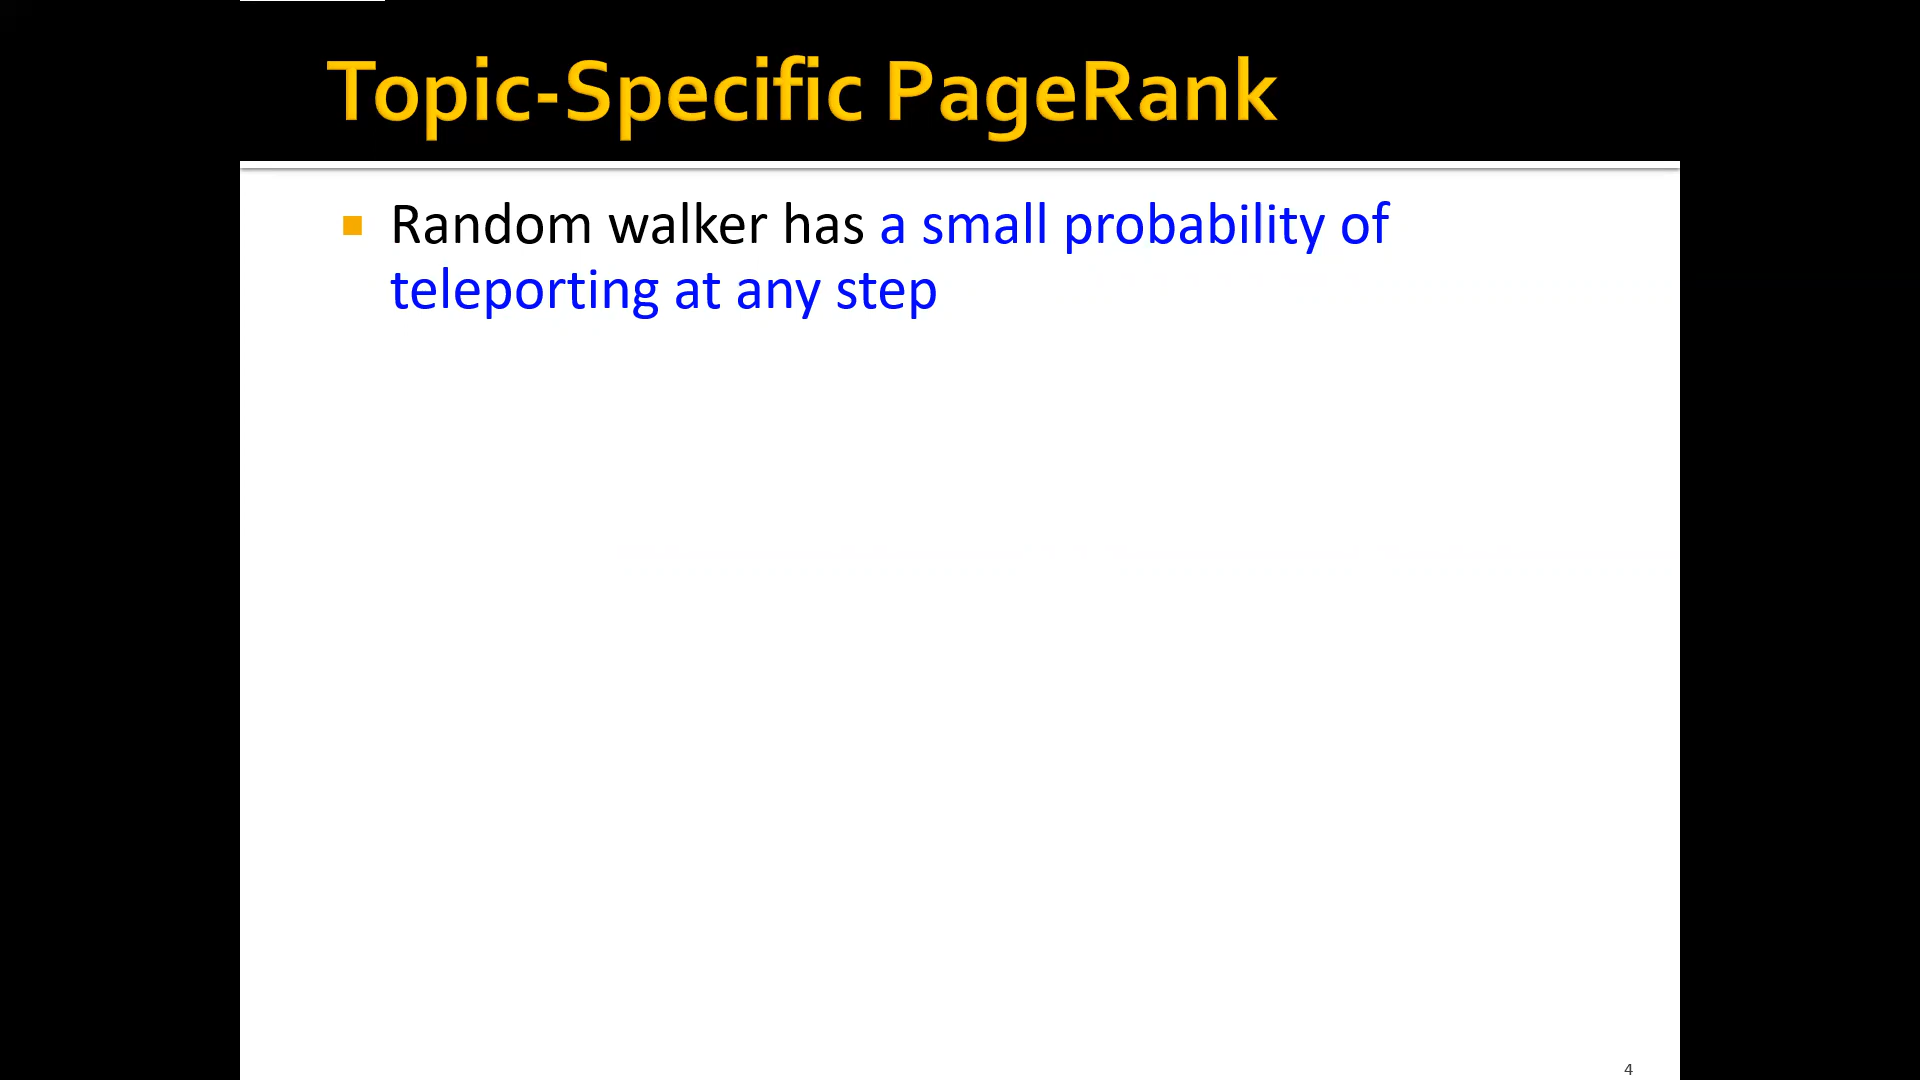 Topic-Specific PageRank
Random walker has a small probability of
teleporting at any step
4